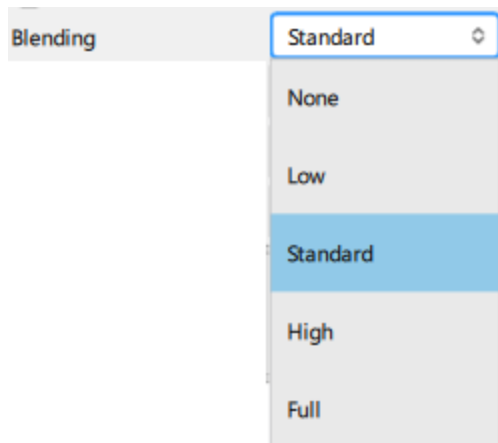 Blending Standard
None
Low
Standard
High
Full